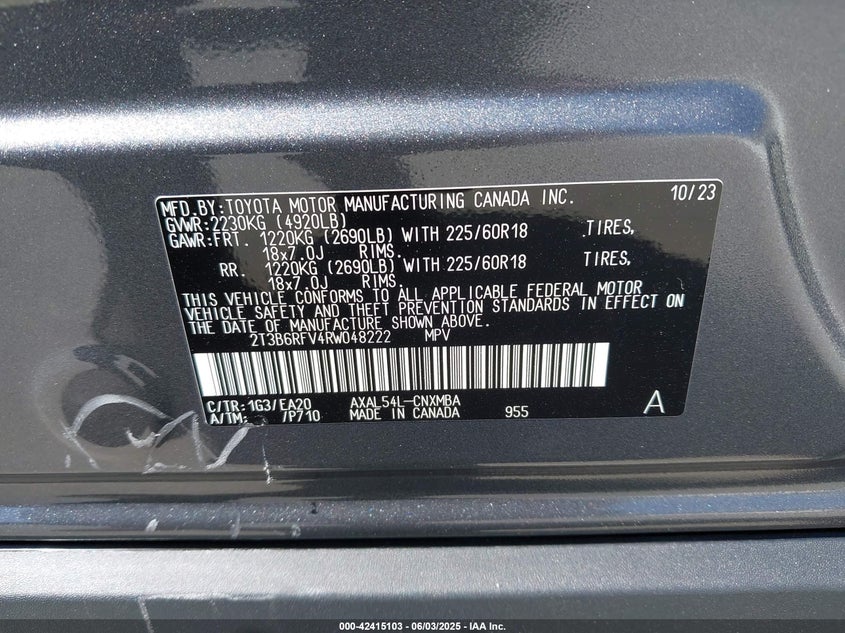 MFD.BY:TOYOTA MOTOR MANUFACTURING CANADA INC. 10/23
GVWR:2230KG (4920LB)
GAWR:FRT. 1220KG (2690LB) WITH 225/60R18 TIRES,
18x7.0J RIMS.
RR. 1220KG (2690LB) WITH 225/60R18 TIRES,
18x7.0J RIMS.
THIS VEHICLE CONFORMS TO ALL APPLICABLE FEDERAL MOTOR
VEHICLE SAFETY AND THEFT PREVENTION STANDARDS IN EFFECT ON
THE DATE OF MANUFACTURE SHOWN ABOVE.
2T3B6RFV4RW048222 MPV
C/TR:1G3/EA20 AXAL54L-CNXMBA
A/TM: /P710 MADE IN CANADA 955 A
000-42415103 - 06/03/2025 - IAA Inc.